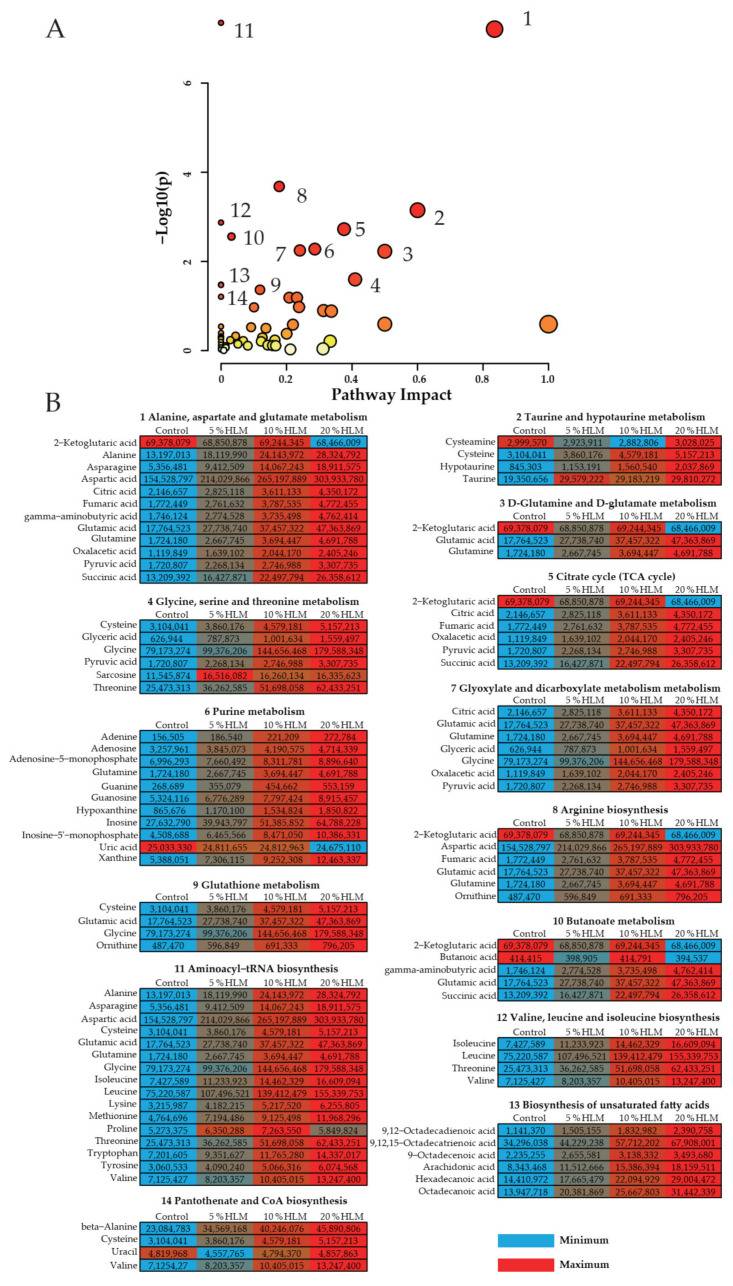 A
11
1
6
4
8
12
2
−Log10(p)
5
10
7
6
3
2
13
9
4
14
0
0
0.2
0.4
0.6
0.8
1.0
Pathway Impact
B
1 Alanine, aspartate and glutamate metabolism
Control 5 % HLM 10 % HLM 20 % HLM
2−Ketoglutaric acid 69,378,079 68,850,878 69,244,345 68,466,009
Alanine 13,197,013 18,119,990 24,143,972 28,324,792
Asparagine 5,356,481 9,412,509 14,067,243 18,911,575
Aspartic acid 154,528,797 214,029,866 265,197,889 303,933,780
Citric acid 2,146,657 2,825,118 3,611,133 4,350,172
Fumaric acid 1,772,449 2,761,632 3,787,535 4,772,455
gamma−aminobutyric acid 1,746,124 2,774,528 3,735,498 4,762,414
Glutamic acid 17,764,523 27,738,740 37,457,322 47,363,869
Glutamine 1,724,180 2,667,745 3,694,447 4,691,788
Oxalacetic acid 1,119,849 1,639,102 2,044,170 2,405,246
Pyruvic acid 1,720,807 2,268,134 2,746,988 3,307,735
Succinic acid 13,209,392 16,427,871 22,497,794 26,358,612
4 Glycine, serine and threonine metabolism
Control 5 % HLM 10 % HLM 20 % HLM
Cysteine 3,104,041 3,860,176 4,579,181 5,157,213
Glyceric acid 626,944 787,873 1,001,634 1,559,497
Glycine 79,173,274 99,376,206 144,656,468 179,588,348
Pyruvic acid 1,720,807 2,268,134 2,746,988 3,307,735
Sarcosine 11,545,874 16,516,082 16,260,134 16,335,623
Threonine 25,473,313 36,262,585 51,698,058 62,433,251
6 Purine metabolism
Control 5 % HLM 10 % HLM 20 % HLM
Adenine 156,505 186,540 221,209 272,784
Adenosine 3,257,961 3,845,073 4,190,575 4,714,339
Adenosine−5−monophosphate 6,996,293 7,660,492 8,311,781 8,896,640
Glutamine 1,724,180 2,667,745 3,694,447 4,691,788
Guanine 268,689 355,079 454,662 553,159
Guanosine 5,324,116 6,776,289 7,797,424 8,915,457
Hypoxanthine 865,676 1,170,100 1,534,824 1,850,822
Inosine 27,632,790 39,943,797 51,385,852 64,788,228
Inosine−5'−monophosphate 4,508,688 6,465,566 8,471,050 10,386,331
Uric acid 25,033,330 24,811,655 24,812,963 24,675,110
Xanthine 5,388,051 7,306,115 9,252,308 12,463,337
9 Glutathione metabolism
Control 5 % HLM 10 % HLM 20 % HLM
Cysteine 3,104,041 3,860,176 4,579,181 5,157,213
Glutamic acid 17,764,523 27,738,740 37,457,322 47,363,869
Glycine 79,173,274 99,376,206 144,656,468 179,588,348
Ornithine 487,470 596,849 691,333 796,205
11 Aminoacyl−tRNA biosynthesis
Control 5 % HLM 10 % HLM 20 % HLM
Alanine 13,197,013 18,119,990 24,143,972 28,324,792
Asparagine 5,356,481 9,412,509 14,067,243 18,911,575
Aspartic acid 154,528,797 214,029,866 265,197,889 303,933,780
Cysteine 3,104,041 3,860,176 4,579,181 5,157,213
Glutamic acid 17,764,523 27,738,740 37,457,322 47,363,869
Glutamine 1,724,180 2,667,745 3,694,447 4,691,788
Glycine 79,173,274 99,376,206 144,656,468 179,588,348
Isoleucine 7,427,589 11,233,923 14,462,329 16,609,094
Leucine 75,220,587 107,496,521 139,412,479 155,339,753
Lysine 3,215,987 4,182,215 5,217,520 6,255,805
Methionine 4,764,696 7,194,486 9,125,498 11,968,296
Proline 5,273,375 6,350,288 7,263,550 5,849,824
Threonine 25,473,313 36,262,585 51,698,058 62,433,251
Tryptophan 7,201,605 9,351,627 11,765,280 14,337,017
Tyrosine 3,060,533 4,090,240 5,066,316 6,074,568
Valine 7,125,427 8,203,357 10,405,015 13,247,400
14 Pantothenate and CoA biosynthesis
Control 5 % HLM 10 % HLM 20 % HLM
beta−Alanine 23,084,783 34,569,168 40,246,076 45,890,806
Cysteine 3,104,041 3,860,176 4,579,181 5,157,213
Uracil 4,819,968 4,557,765 4,794,370 4,857,863
Valine 7,1254,27 8,203,357 10,405,015 13,247,400
2 Taurine and hypotaurine metabolism
Control 5 % HLM 10 % HLM 20 % HLM
Cysteamine 2,999,570 2,923,911 2,882,806 3,028,025
Cysteine 3,104,041 3,860,176 4,579,181 5,157,213
Hypotaurine 845,303 1,153,191 1,560,540 2,037,869
Taurine 19,350,656 29,579,222 29,183,219 29,810,272
3 D-Glutamine and D-glutamate metabolism
Control 5 % HLM 10 % HLM 20 % HLM
2−Ketoglutaric acid 69,378,079 68,850,878 69,244,345 68,466,009
Glutamic acid 17,764,523 27,738,740 37,457,322 47,363,869
Glutamine 1,724,180 2,667,745 3,694,447 4,691,788
5 Citrate cycle (TCA cycle)
Control 5 % HLM 10 % HLM 20 % HLM
2−Ketoglutaric acid 69,378,079 68,850,878 69,244,345 68,466,009
Citric acid 2,146,657 2,825,118 3,611,133 4,350,172
Fumaric acid 1,772,449 2,761,632 3,787,535 4,772,455
Oxalacetic acid 1,119,849 1,639,102 2,044,170 2,405,246
Pyruvic acid 1,720,807 2,268,134 2,746,988 3,307,735
Succinic acid 13,209,392 16,427,871 22,497,794 26,358,612
7 Glyoxylate and dicarboxylate metabolism metabolism
Control 5 % HLM 10 % HLM 20 % HLM
Citric acid 2,146,657 2,825,118 3,611,133 4,350,172
Glutamic acid 17,764,523 27,738,740 37,457,322 47,363,869
Glutamine 1,724,180 2,667,745 3,694,447 4,691,788
Glyceric acid 626,944 787,873 1,001,634 1,559,497
Glycine 79,173,274 99,376,206 144,656,468 179,588,348
Oxalacetic acid 1,119,849 1,639,102 2,044,170 2,405,246
Pyruvic acid 1,720,807 2,268,134 2,746,988 3,307,735
8 Arginine biosynthesis
Control 5 % HLM 10 % HLM 20 % HLM
2−Ketoglutaric acid 69,378,079 68,850,878 69,244,345 68,466,009
Aspartic acid 154,528,797 214,029,866 265,197,889 303,933,780
Fumaric acid 1,772,449 2,761,632 3,787,535 4,772,455
Glutamic acid 17,764,523 27,738,740 37,457,322 47,363,869
Glutamine 1,724,180 2,667,745 3,694,447 4,691,788
Ornithine 487,470 596,849 691,333 796,205
10 Butanoate metabolism
Control 5 % HLM 10 % HLM 20 % HLM
2−Ketoglutaric acid 69,378,079 68,850,878 69,244,345 68,466,009
Butanoic acid 414,415 398,905 414,791 394,537
gamma−aminobutyric acid 1,746,124 2,774,528 3,735,498 4,762,414
Glutamic acid 17,764,523 27,738,740 37,457,322 47,363,869
Succinic acid 13,209,392 16,427,871 22,497,794 26,358,612
12 Valine, leucine and isoleucine biosynthesis
Control 5 % HLM 10 % HLM 20 % HLM
Isoleucine 7,427,589 11,233,923 14,462,329 16,609,094
Leucine 75,220,587 107,496,521 139,412,479 155,339,753
Threonine 25,473,313 36,262,585 51,698,058 62,433,251
Valine 7,125,427 8,203,357 10,405,015 13,247,400
13 Biosynthesis of unsaturated fatty acids
Control 5 % HLM 10 % HLM 20 % HLM
9,12−Octadecadienoic acid 1,141,370 1,505,155 1,832,982 2,390,758
9,12,15−Octadecatrienoic acid 34,296,038 44,229,238 57,712,202 67,908,001
9−Octadecenoic acid 2,235,255 2,655,581 3,138,332 3,493,680
Arachidonic acid 8,343,468 11,512,666 15,386,394 18,159,511
Hexadecanoic acid 14,410,972 17,665,479 22,094,929 29,004,472
Octadecanoic acid 13,947,718 20,381,869 25,667,803 31,442,339
Minimum
Maximum